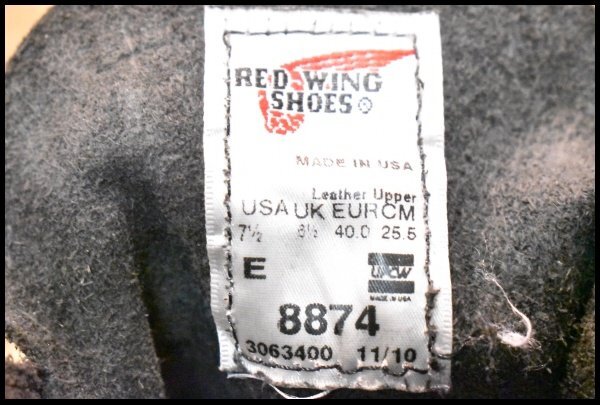 RED WING
SHOES ®
MADE IN USA
Leather Upper
USA UK EUR CM
7½ 6½ 40.0 25.5
E
UFCW
MADE IN USA
8874
3063400 11/10